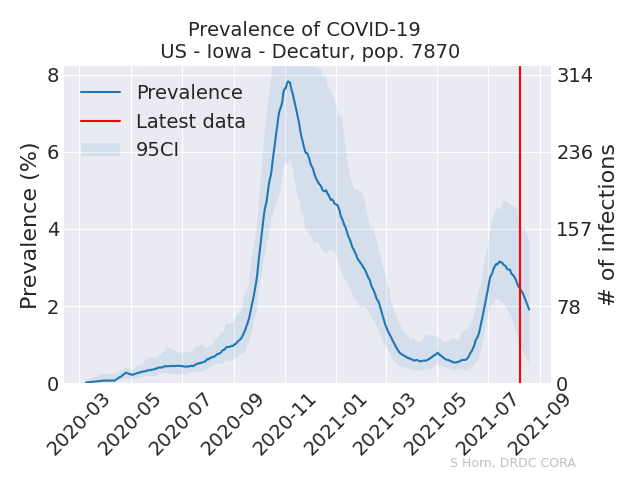 Prevalence of COVID-19
US - Iowa - Decatur, pop. 7870
Prevalence (%)
8
6
4
2
0
Prevalence
Latest data
95CI
314
236
157
78
0
# of infections
2020-03
2020-05
2020-07
2020-09
2020-11
2021-01
2021-03
2021-05
2021-07
2021-09
S Horn, DRDC CORA